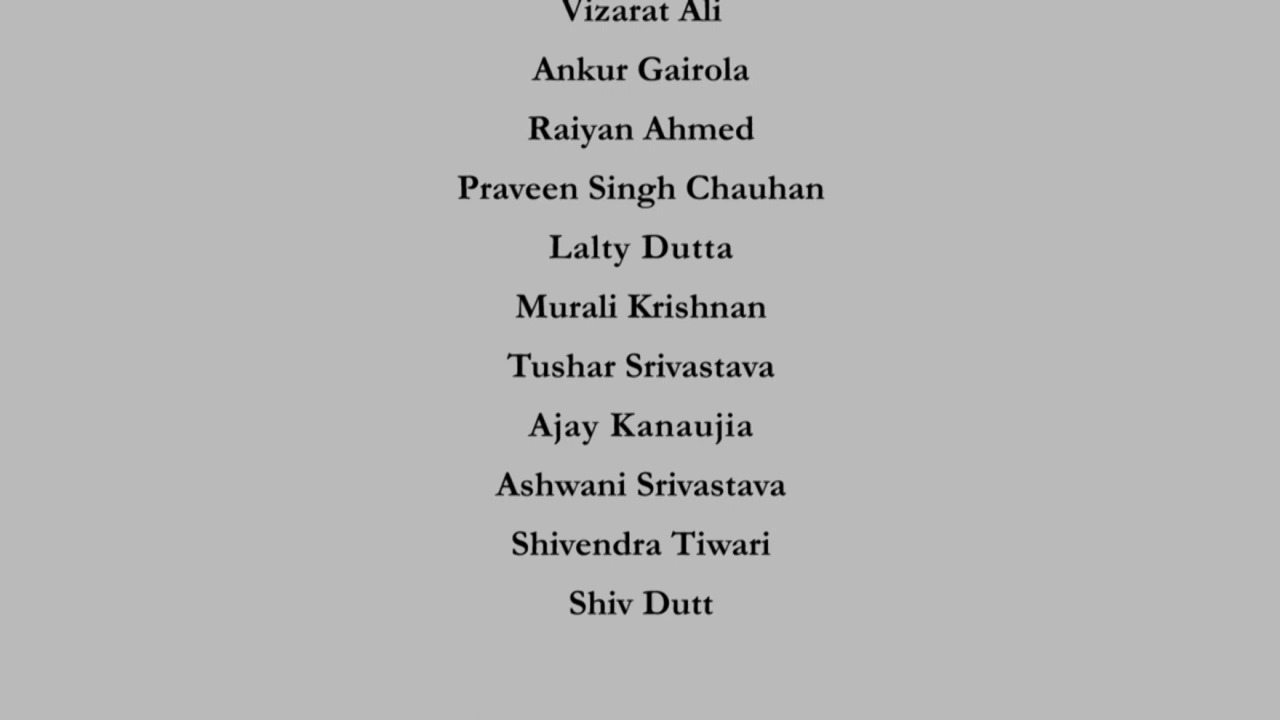 Vizarat Ali
Ankur Gairola
Raiyan Ahmed
Praveen Singh Chauhan
Lalty Dutta
Murali Krishnan
Tushar Srivastava
Ajay Kanaujia
Ashwani Srivastava
Shivendra Tiwari
Shiv Dutt